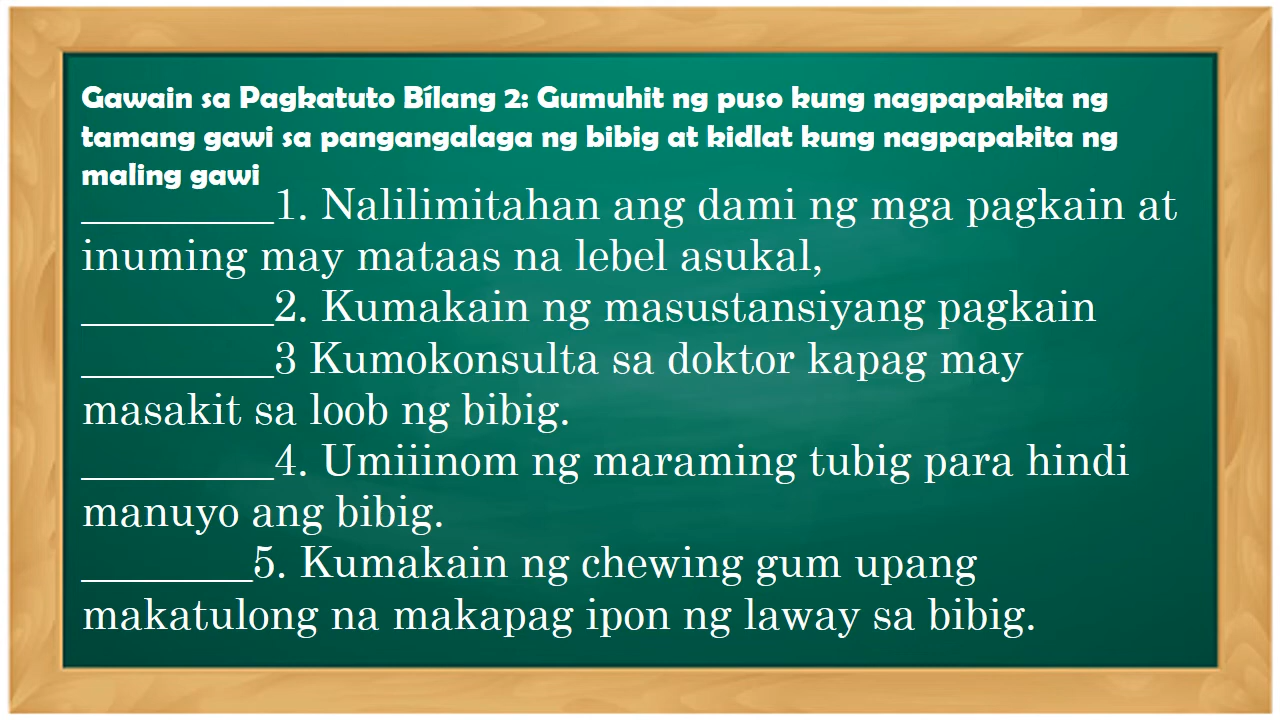 Gawain sa Pagkatuto Bílang 2: Gumuhit ng puso kung nagpapakita ng
tamang gawi sa pangangalaga ng bibig at kidlat kung nagpapakita ng
maling gawi
_________1. Nalilimitahan ang dami ng mga pagkain at
inuming may mataas na lebel asukal,
_________2. Kumakain ng masustansiyang pagkain
_________3 Kumokonsulta sa doktor kapag may
masakit sa loob ng bibig.
_________4. Umiiinom ng maraming tubig para hindi
manuyo ang bibig.
________5. Kumakain ng chewing gum upang
makatulong na makapag ipon ng laway sa bibig.